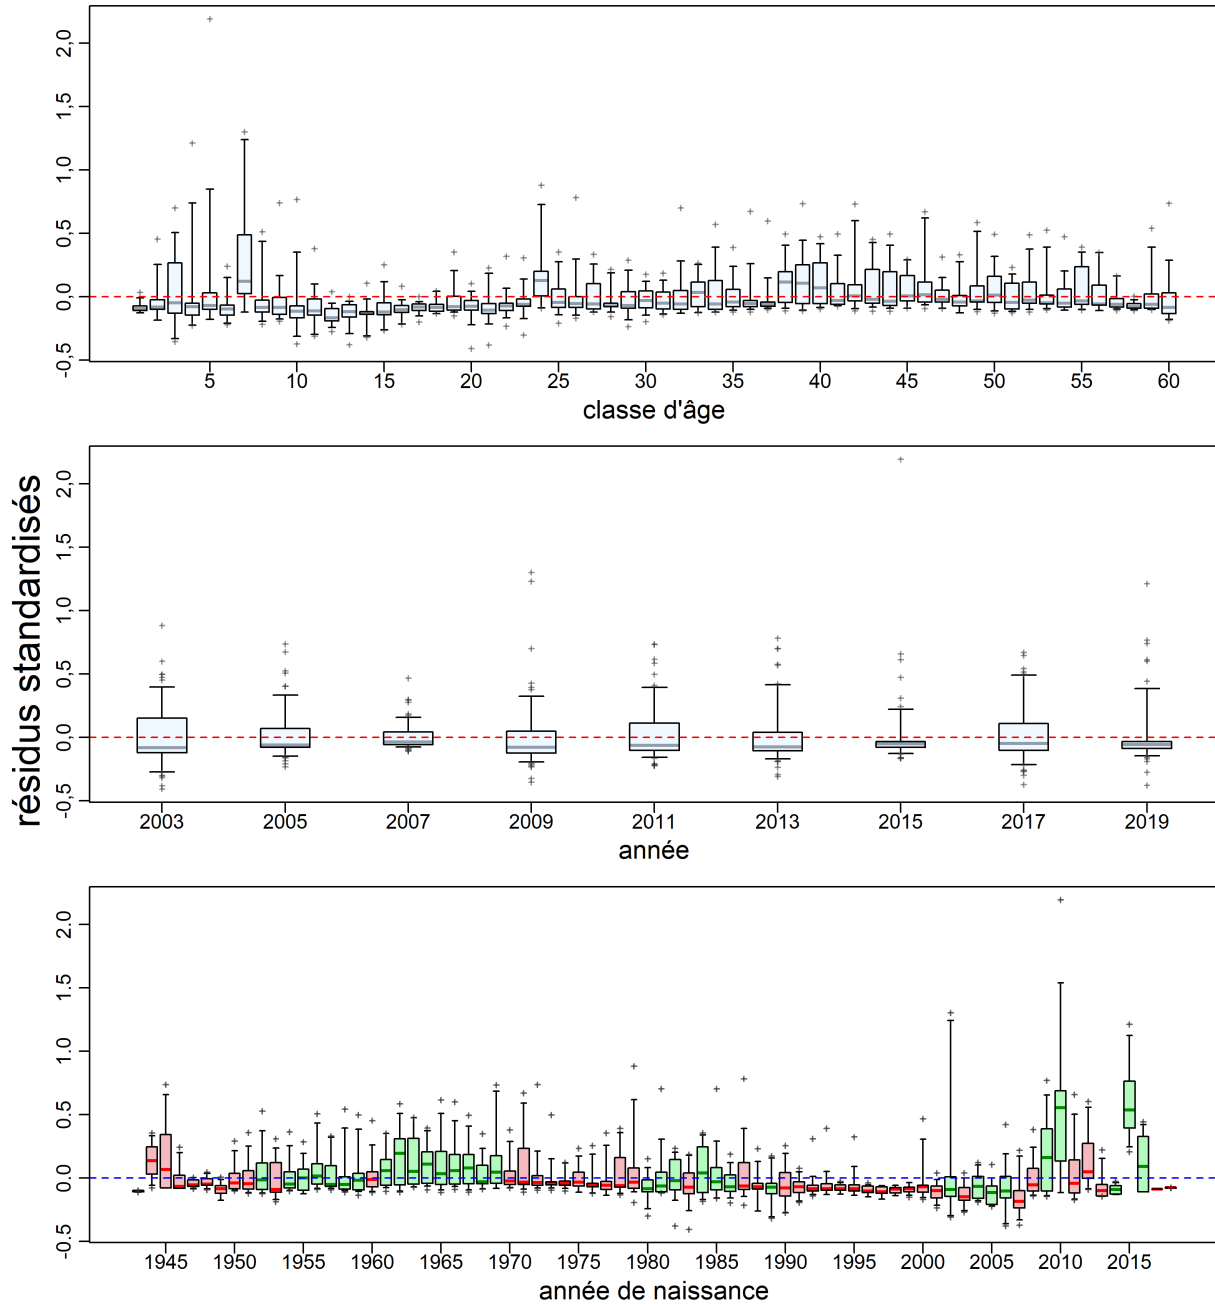 2,0
1,5
1,0
0,5
0,0
-0,5
5 10 15 20 25 30 35 40 45 50 55 60
classe d'âge
résidus standardisés
2,0
1,5
1,0
0,5
0,0
-0,5
2003 2005 2007 2009 2011 2013 2015 2017 2019
année
2.0
1.5
1.0
0.5
0.0
-0.5
1945 1950 1955 1960 1965 1970 1975 1980 1985 1990 1995 2000 2005 2010 2015
année de naissance